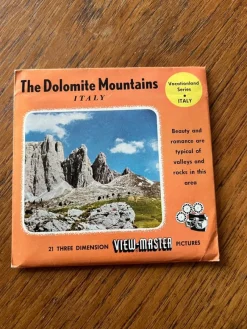 The Dolomite Mountains
ITALY
Vacationland
Series
ITALY
Beauty and
romance are
typical of
valleys and
rocks in this
area
21 THREE DIMENSION VIEW-MASTER PICTURES